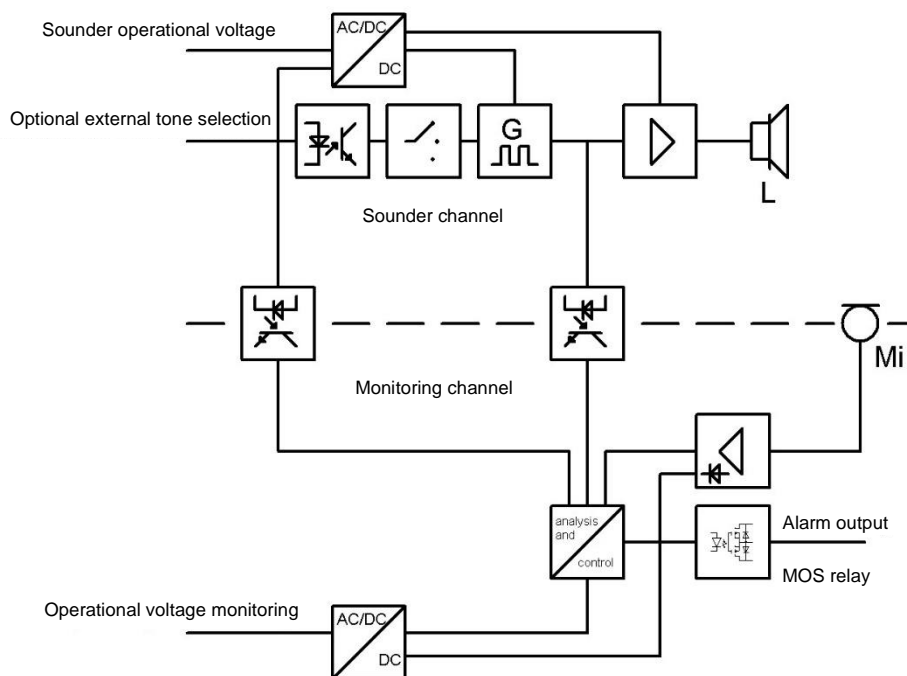 Sounder operational voltage
AC/DC
DC
Optional external tone selection
G
L
Sounder channel
Mi
Monitoring channel
analysis
and
control
Alarm output
MOS relay
Operational voltage monitoring
AC/DC
DC